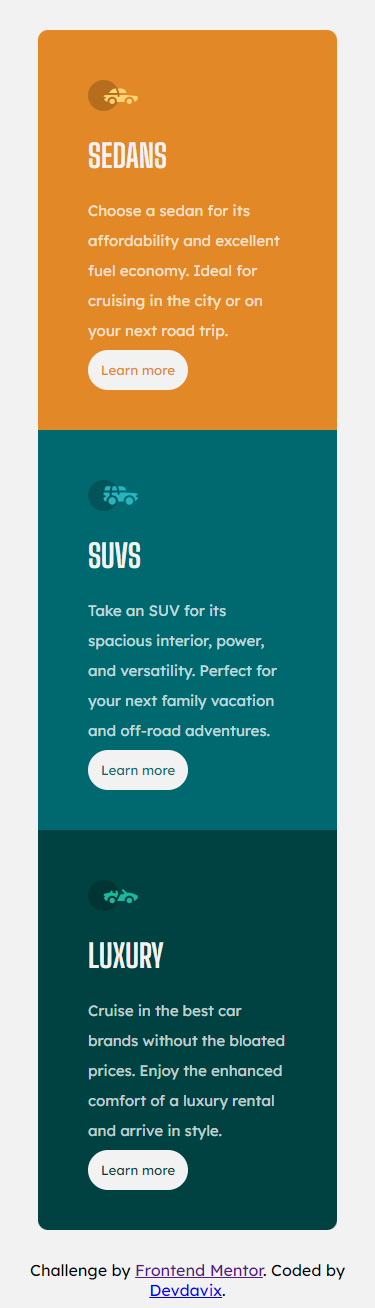 SEDANS
Choose a sedan for its
affordability and excellent
fuel economy. Ideal for
cruising in the city or on
your next road trip.
Learn more
SUVS
Take an SUV for its
spacious interior, power,
and versatility. Perfect for
your next family vacation
and off-road adventures.
Learn more
LUXURY
Cruise in the best car
brands without the bloated
prices. Enjoy the enhanced
comfort of a luxury rental
and arrive in style.
Learn more
Challenge by Frontend Mentor. Coded by
Devdavix.